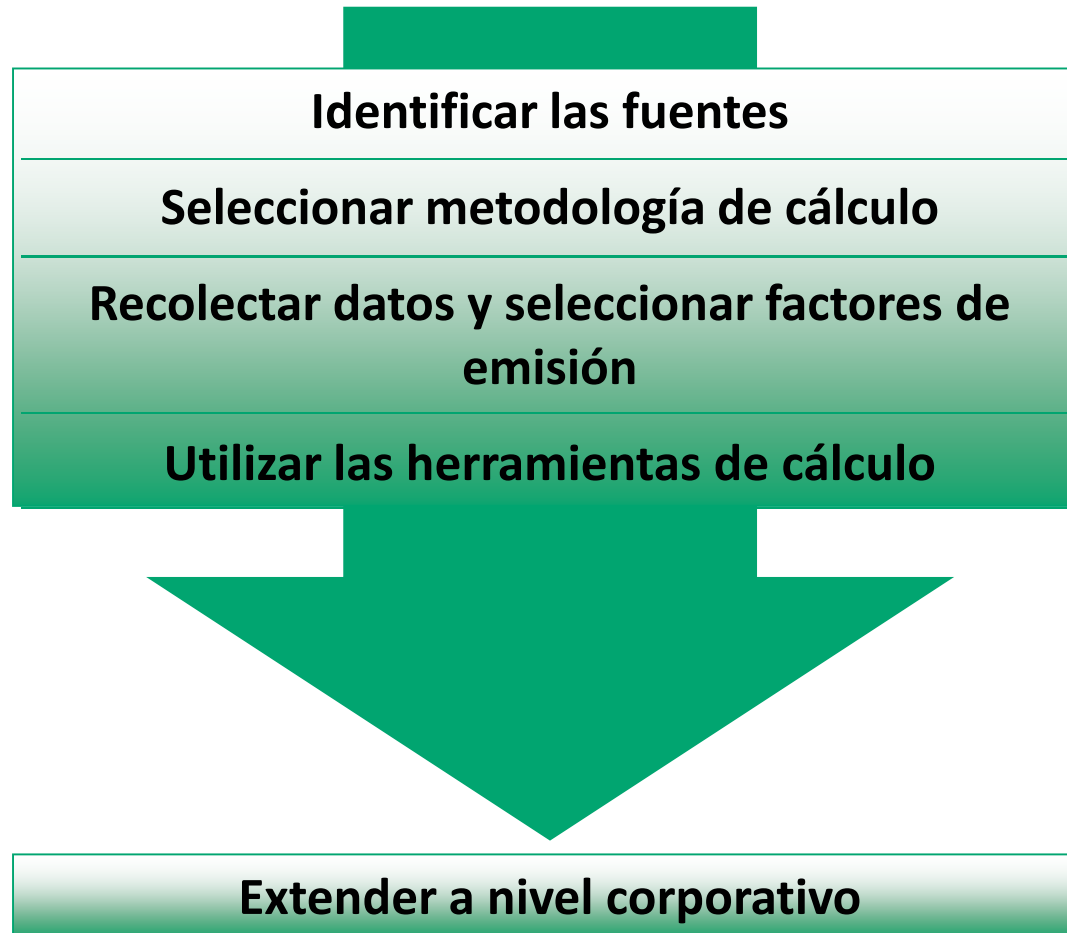 Identificar las fuentes
Seleccionar metodología de cálculo
Recolectar datos y seleccionar factores de
emisión
Utilizar las herramientas de cálculo
Extender a nivel corporativo